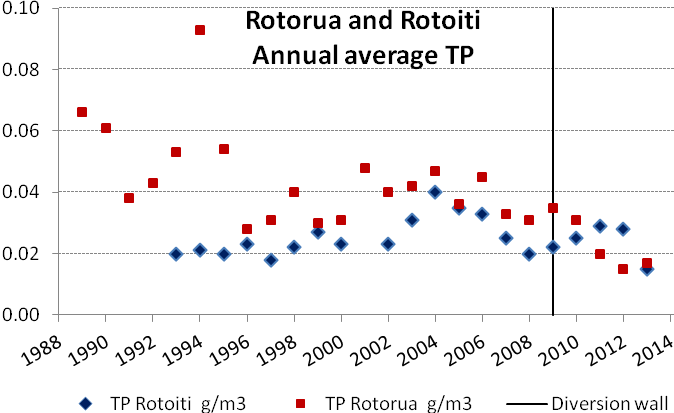 Rotorua and Rotoiti
Annual average TP
0.10
0.08
0.06
0.04
0.02
0.00
1988 1990 1992 1994 1996 1998 2000 2002 2004 2006 2008 2010 2012 2014
TP Rotoiti g/m3 TP Rotorua g/m3 Diversion wall